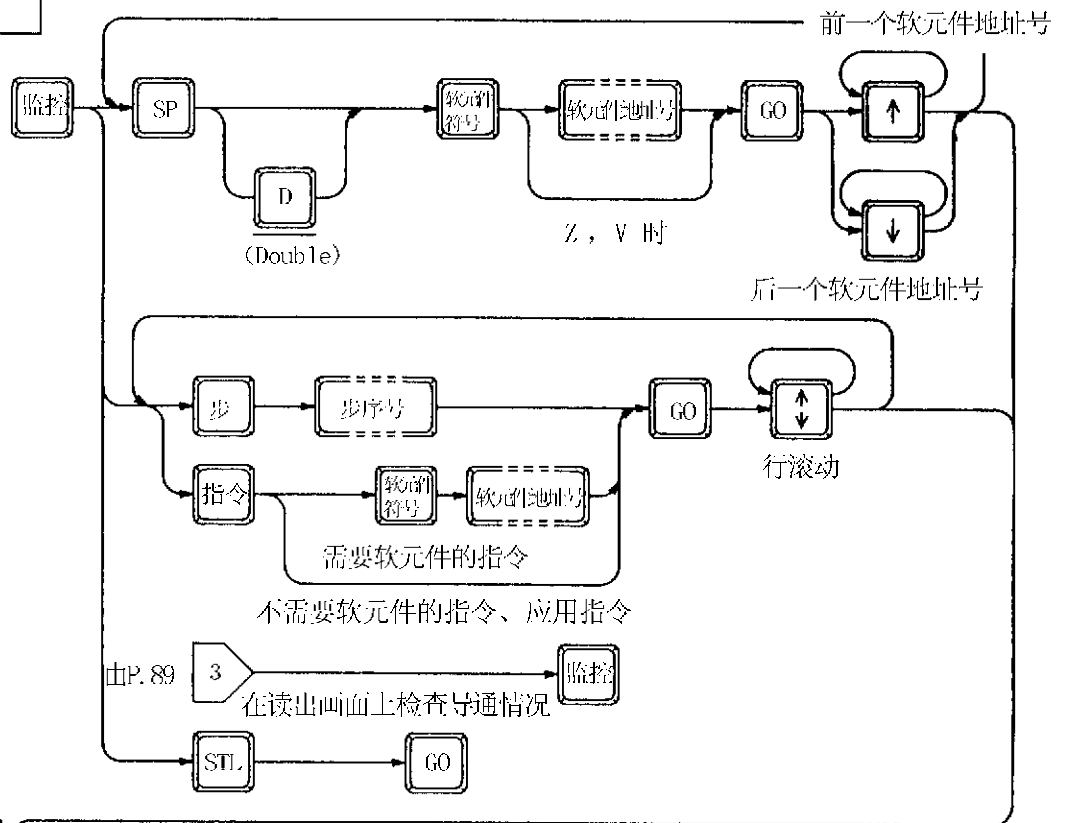 前一个软元件地址号
监控
SP
软元件
符号
软元件地址号
GO
↑
D
(Double)
Z，V 时
↓
后一个软元件地址号
步
步序号
GO
↑
↓
行滚动
指令
软元件
符号
软元件地址号
需要软元件的指令
不需要软元件的指令、应用指令
由P.89
3
监控
在读出画面上检查导通情况
STL
GO